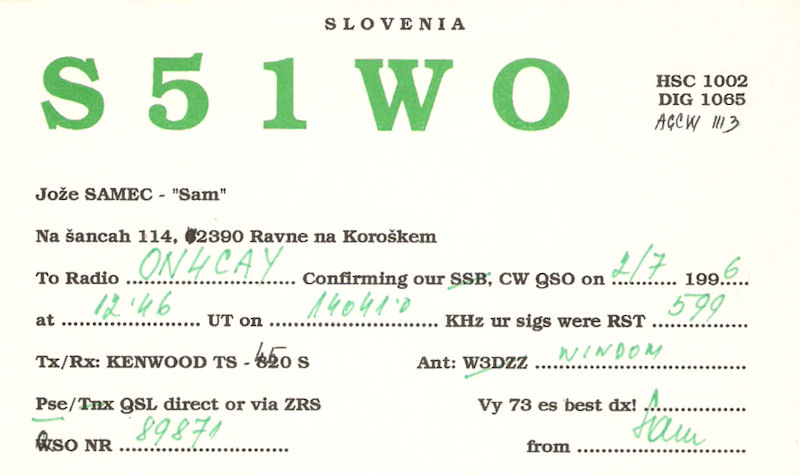 SLOVENIA
S51WO
HSC 1002
DIG 1065
AGCW 1113
Jože SAMEC - "Sam"
Na šancah 114, 2390 Ravne na Koroškem
To Radio ON4CAY Confirming our SSB, CW QSO on 2/7 1996
at 12'46 UT on 14041'0 KHz ur sigs were RST 599
Tx/Rx: KENWOOD TS - 450 S Ant: W3DZZ WINDOM
Pse/Tnx QSL direct or via ZRS Vy 73 es best dx!
QSO NR 89871 from Sam